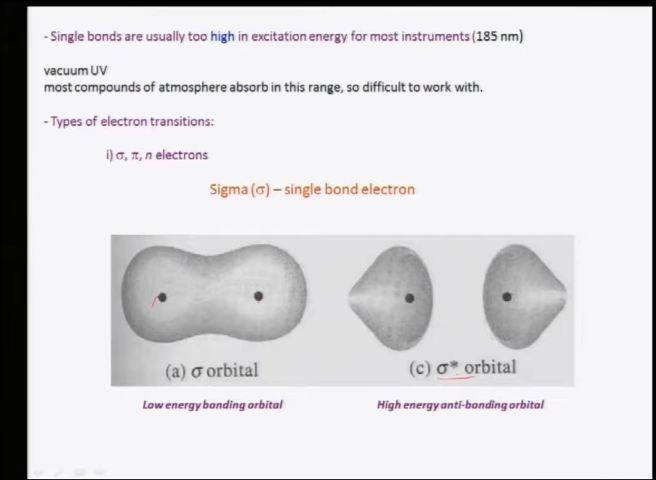 - Single bonds are usually too high in excitation energy for most instruments (185 nm)
vacuum UV
most compounds of atmosphere absorb in this range, so difficult to work with.
- Types of electron transitions:
i) σ, π, n electrons
Sigma (σ) – single bond electron
(a) σ orbital
(c) σ* orbital
Low energy bonding orbital
High energy anti-bonding orbital